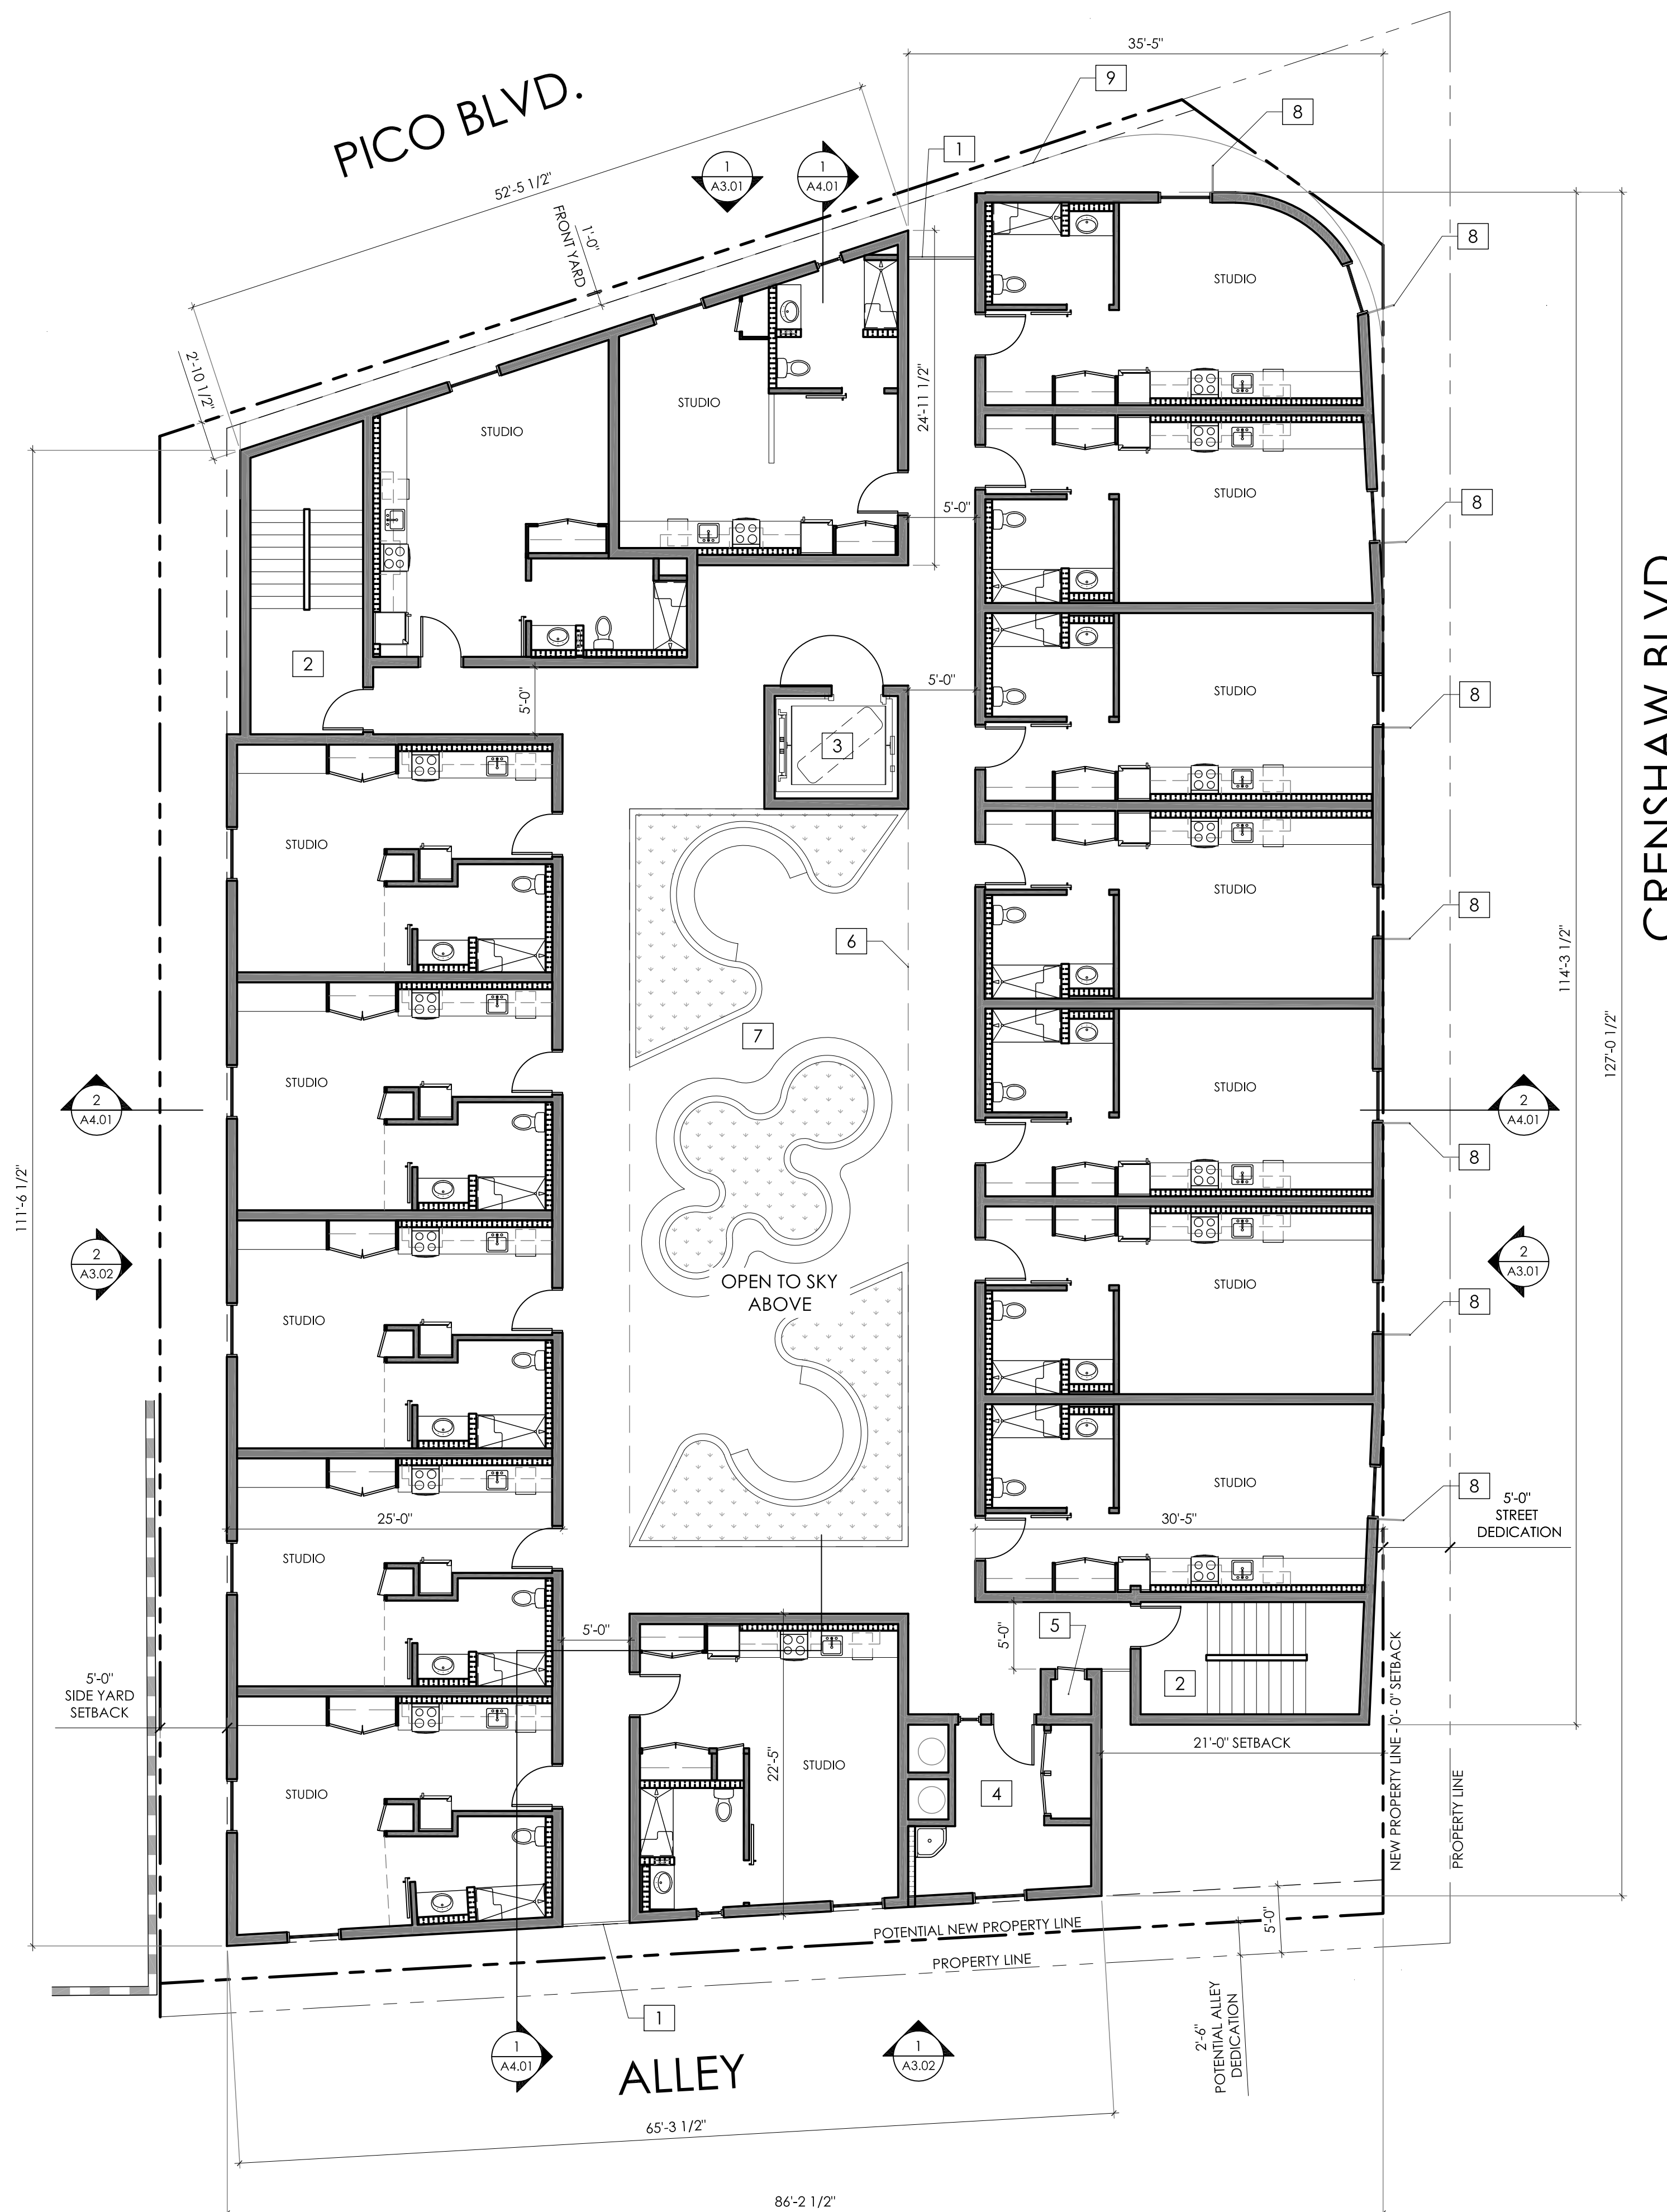 35'-5"
9
8
PICO BLVD.
1
52'-5 1/2"
1
A3.01
1
A4.01
1'-0"
FRONT YARD
8
STUDIO
8
2'-10 1/2"
STUDIO
STUDIO
24'-11 1/2"
STUDIO
8
5'-0"
CRENSHAW BLVD.
2
5'-0"
5'-0"
STUDIO
8
3
STUDIO
STUDIO
8
6
114'-3 1/2"
127'-0 1/2"
7
STUDIO
STUDIO
2
A4.01
2
A4.01
8
111'-6 1/2"
2
A3.02
2
A3.01
OPEN TO SKY
ABOVE
STUDIO
8
STUDIO
STUDIO
8
5'-0"
STREET
DEDICATION
25'-0"
30'-5"
STUDIO
5'-0"
5'-0"
5
5'-0"
SIDE YARD
SETBACK
2
21'-0" SETBACK
NEW PROPERTY LINE - 0'- 0" SETBACK
PROPERTY LINE
22'-5"
STUDIO
STUDIO
4
POTENTIAL NEW PROPERTY LINE
5'-0"
PROPERTY LINE
1
2'-6"
POTENTIAL ALLEY
DEDICATION
1
A4.01
1
A3.02
ALLEY
65'-3 1/2"
86'-2 1/2"